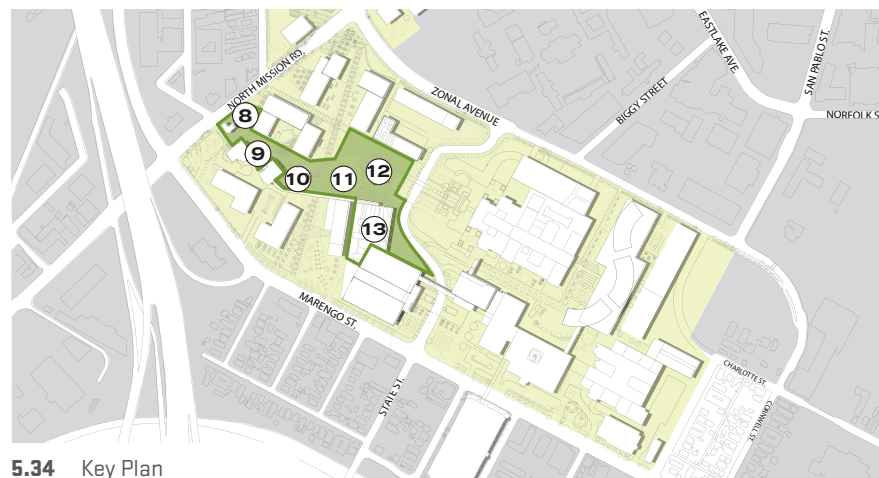 NORTH MISSION RD.
ZONAL AVENUE
EASTLAKE AVE.
SAN PABLO ST.
BIGGY STREET
NORFOLK S
8
9
10
11
12
13
MARENGO ST.
STATE ST.
CHARLOTTE ST.
CORNWELL ST.
5.34 Key Plan